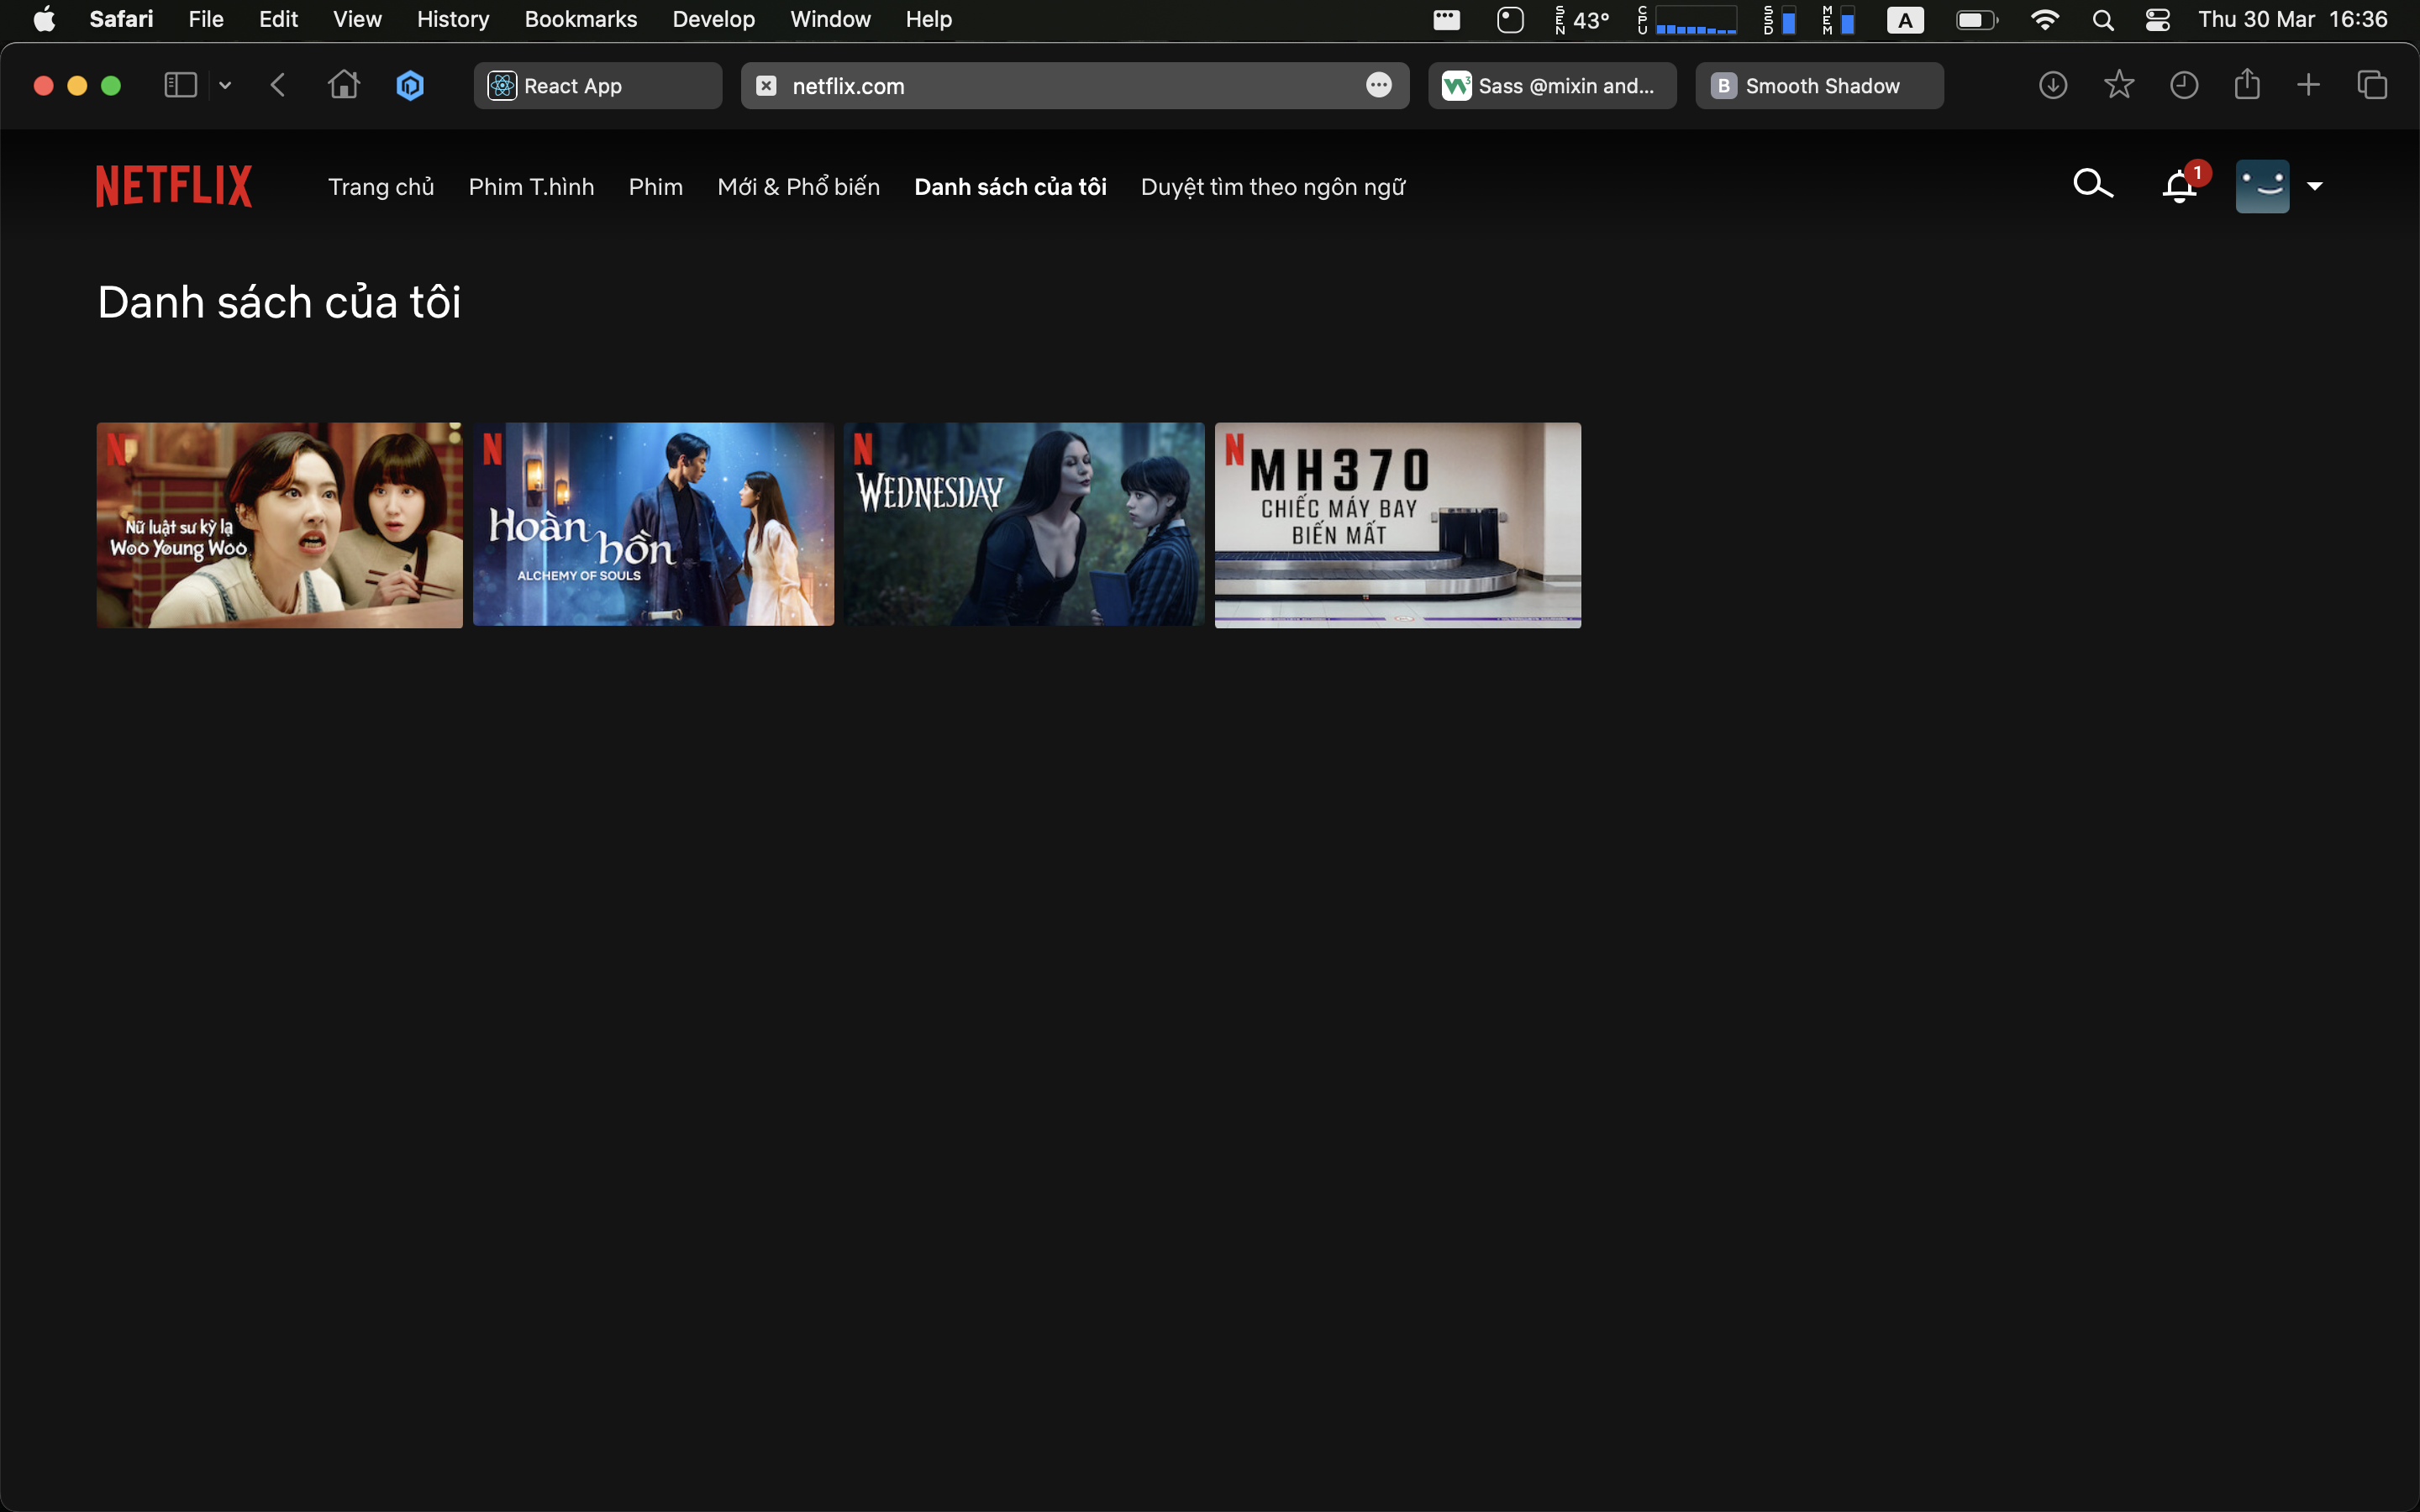 Safari File Edit View History Bookmarks Develop Window Help SEN 43° CPU SSD MEM A Thu 30 Mar 16:36
React App netflix.com Sass @mixin and... B Smooth Shadow
NETFLIX Trang chủ Phim T.hình Phim Mới & Phổ biến Danh sách của tôi Duyệt tìm theo ngôn ngữ 1
Danh sách của tôi
N
Nữ luật sư kỳ lạ
Woo Young Woo
N
Hoàn
hồn
ALCHEMY OF SOULS
N
WEDNESDAY
N
MH370
CHIẾC MÁY BAY
BIẾN MẤT